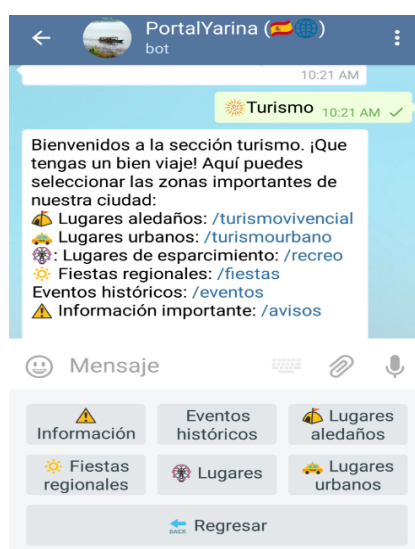 PortalYarina (🇪🇸🌐)
bot
10:21 AM
Turismo 10:21 AM
Bienvenidos a la sección turismo. ¡Que
tengas un bien viaje! Aquí puedes
seleccionar las zonas importantes de
nuestra ciudad:
Lugares aledaños: /turismovivencial
Lugares urbanos: /turismourbano
: Lugares de esparcimiento: /recreo
Fiestas regionales: /fiestas
Eventos históricos: /eventos
Información importante: /avisos
Mensaje
Información
Eventos
históricos
Lugares
aledaños
Fiestas
regionales
Lugares
Lugares
urbanos
BACK Regresar